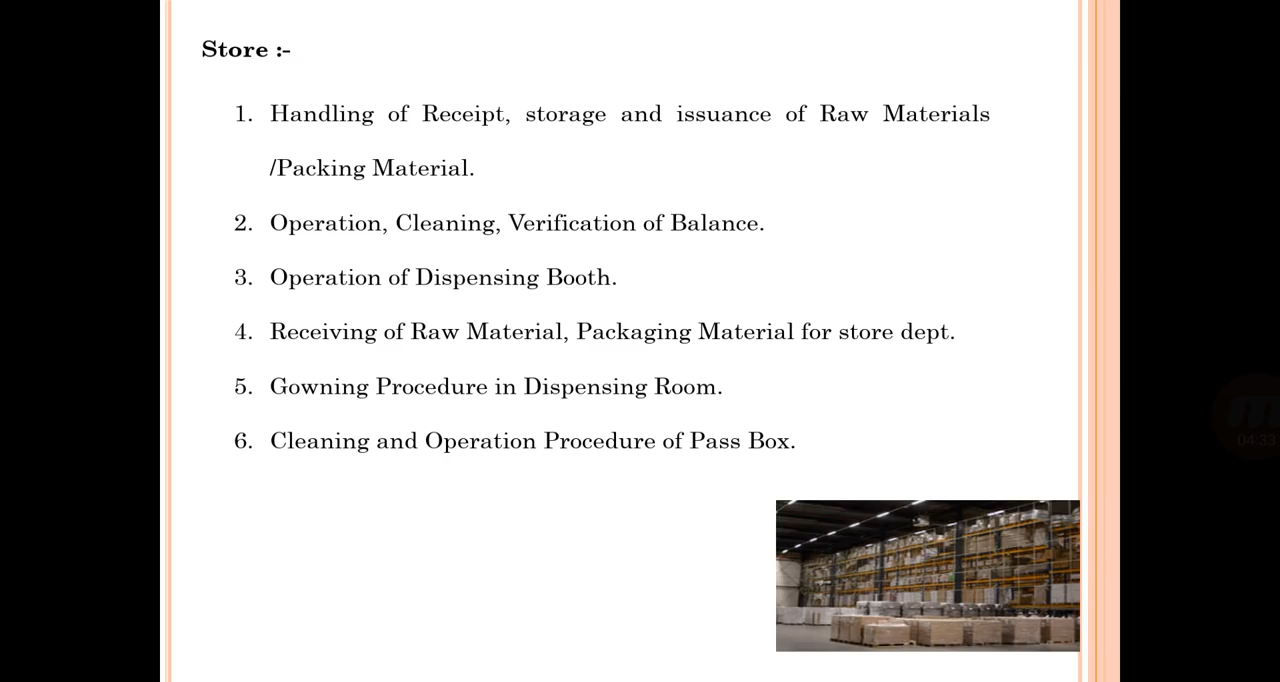 Store :-
1. Handling of Receipt, storage and issuance of Raw Materials
/Packing Material.
2. Operation, Cleaning, Verification of Balance.
3. Operation of Dispensing Booth.
4. Receiving of Raw Material, Packaging Material for store dept.
5. Gowning Procedure in Dispensing Room.
6. Cleaning and Operation Procedure of Pass Box.
04:33